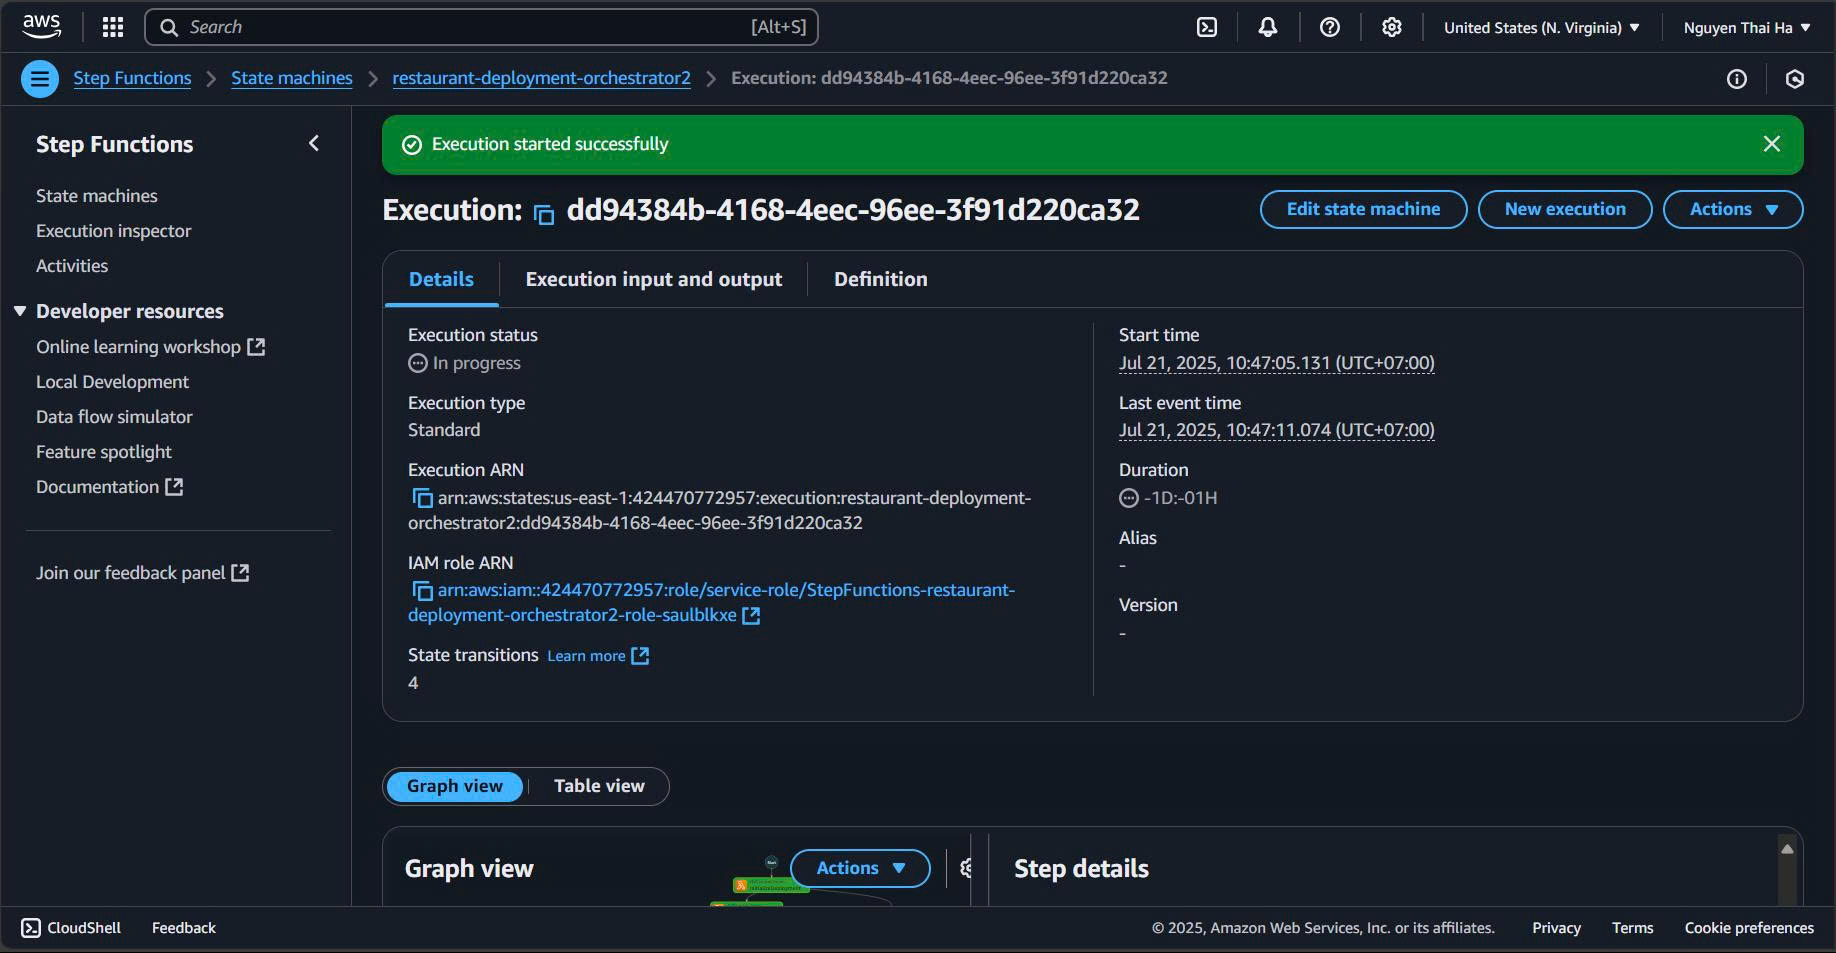 aws
Search [Alt+S]
United States (N. Virginia)
Nguyen Thai Ha
Step Functions
State machines
restaurant-deployment-orchestrator2
Execution: dd94384b-4168-4eec-96ee-3f91d220ca32
Step Functions
State machines
Execution inspector
Activities
Developer resources
Online learning workshop
Local Development
Data flow simulator
Feature spotlight
Documentation
Join our feedback panel
Execution started successfully
Execution: dd94384b-4168-4eec-96ee-3f91d220ca32
Edit state machine
New execution
Actions
Details
Execution input and output
Definition
Execution status
In progress
Execution type
Standard
Execution ARN
arn:aws:states:us-east-1:424470772957:execution:restaurant-deployment-
orchestrator2:dd94384b-4168-4eec-96ee-3f91d220ca32
IAM role ARN
arn:aws:iam::424470772957:role/service-role/StepFunctions-restaurant-
deployment-orchestrator2-role-saulblkxe
State transitions Learn more
4
Start time
Jul 21, 2025, 10:47:05.131 (UTC+07:00)
Last event time
Jul 21, 2025, 10:47:11.074 (UTC+07:00)
Duration
-1D:-01H
Alias
-
Version
-
Graph view
Table view
Graph view
Actions
Start
Step details
CloudShell
Feedback
© 2025, Amazon Web Services, Inc. or its affiliates.
Privacy
Terms
Cookie preferences